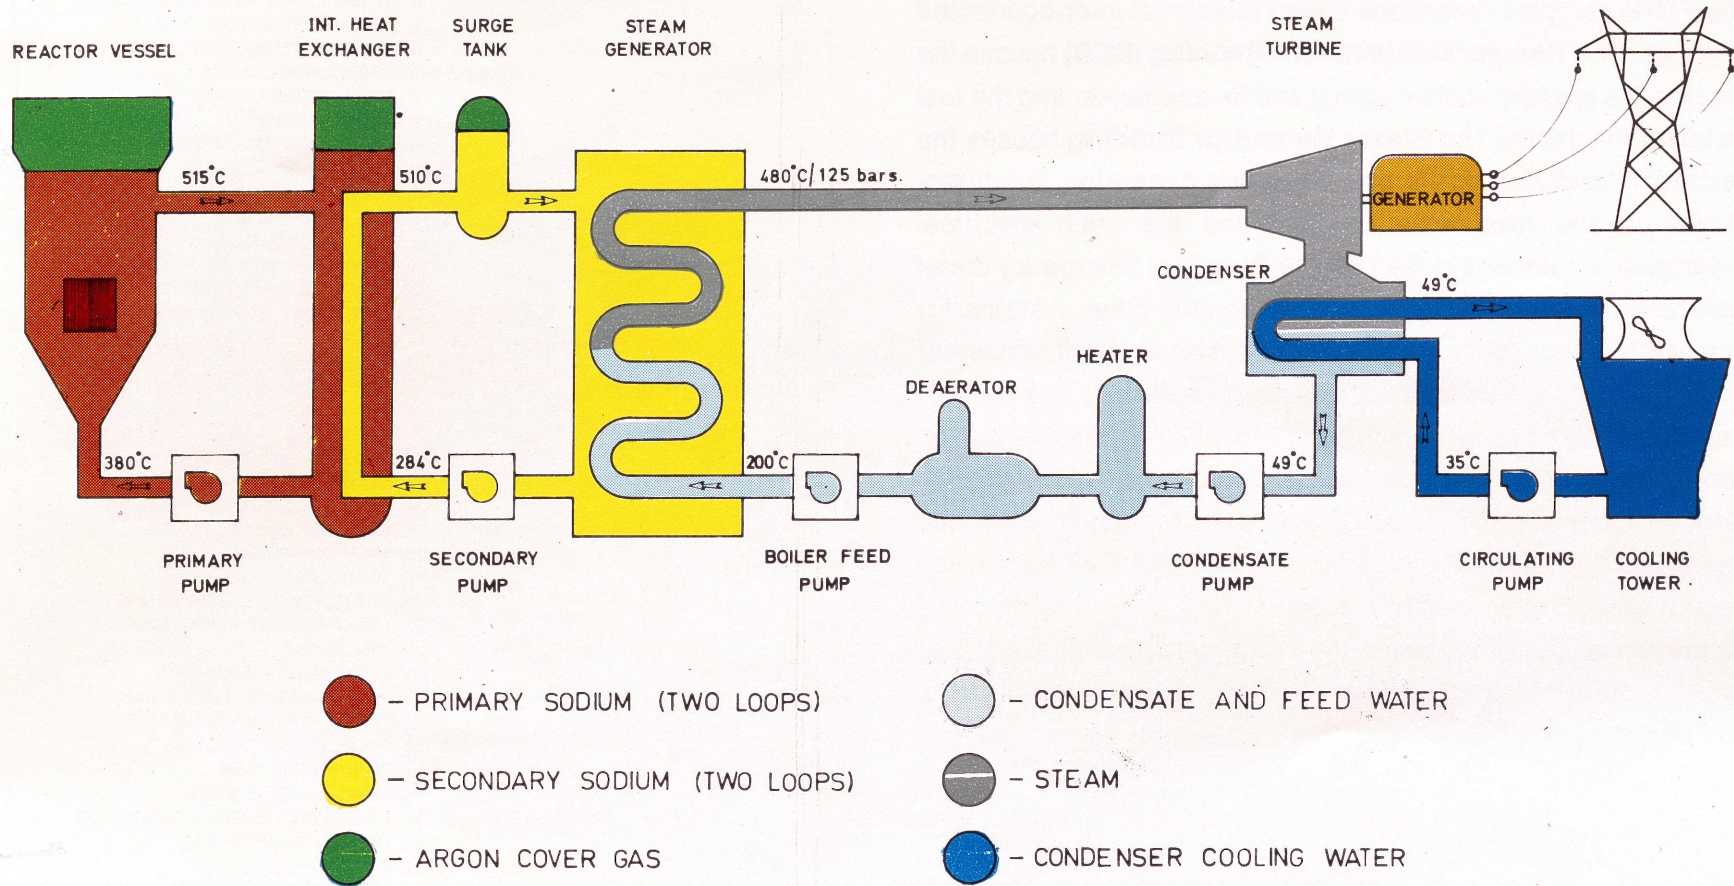 REACTOR VESSEL
INT. HEAT
EXCHANGER
SURGE
TANK
STEAM
GENERATOR
STEAM
TURBINE
515°C
510°C
480°C/125 bars.
GENERATOR
CONDENSER
49°C
HEATER
DEAERATOR
380°C
284°C
200°C
49°C
35°C
PRIMARY
PUMP
SECONDARY
PUMP
BOILER FEED
PUMP
CONDENSATE
PUMP
CIRCULATING
PUMP
COOLING
TOWER
- PRIMARY SODIUM (TWO LOOPS)
- SECONDARY SODIUM (TWO LOOPS)
- ARGON COVER GAS
- CONDENSATE AND FEED WATER
- STEAM
- CONDENSER COOLING WATER